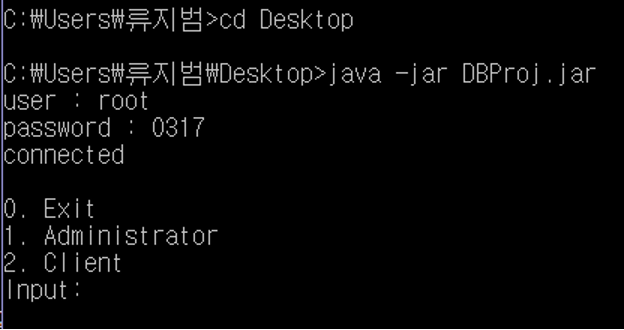 C:₩Users₩류지범>cd Desktop
C:₩Users₩류지범₩Desktop>java -jar DBProj.jar
user : root
password : 0317
connected
0. Exit
1. Administrator
2. Client
Input: